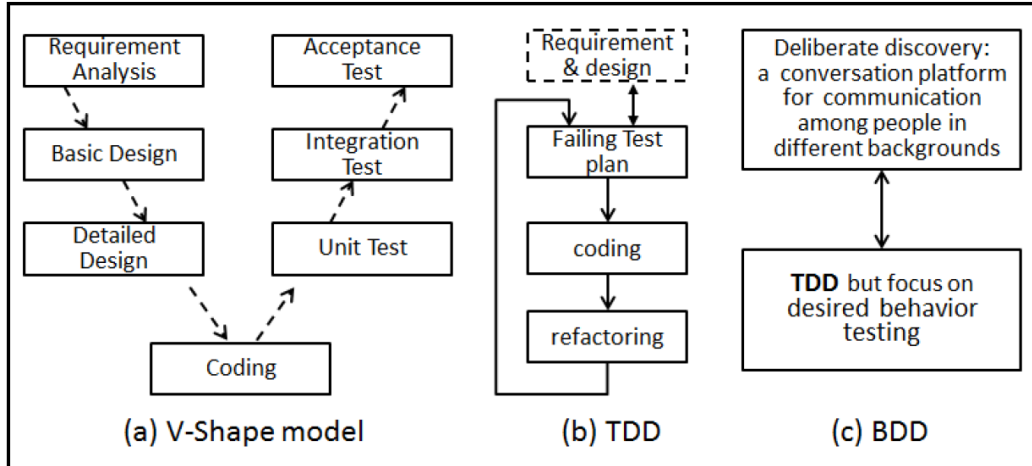 Requirement
Analysis
Basic Design
Detailed
Design
Coding
Unit Test
Integration
Test
Acceptance
Test
(a) V-Shape model
Requirement
& design
Failing Test
plan
coding
refactoring
(b) TDD
Deliberate discovery:
a conversation platform
for communication
among people in
different backgrounds
TDD but focus on
desired behavior
testing
(c) BDD